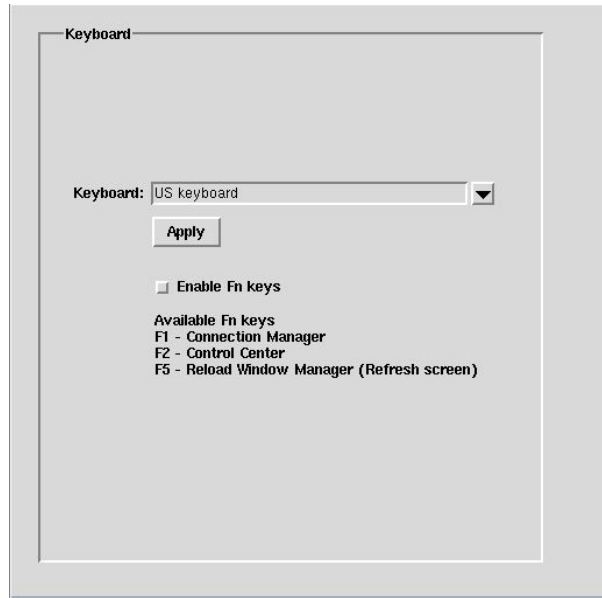 Keyboard
Keyboard: US keyboard
Apply
Enable Fn keys
Available Fn keys
F1 - Connection Manager
F2 - Control Center
F5 - Reload Window Manager (Refresh screen)